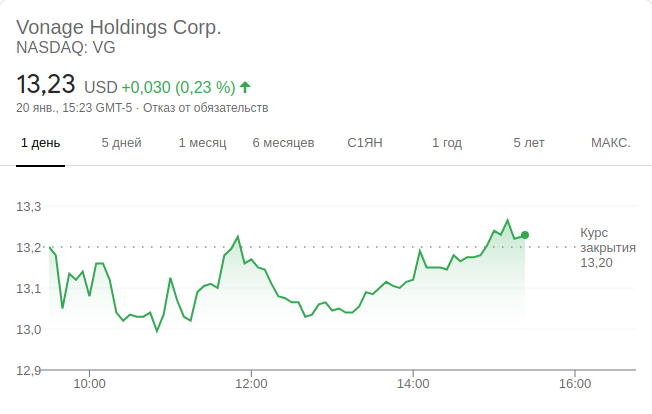 Vonage Holdings Corp.
NASDAQ: VG
13,23 USD +0,030 (0,23 %)
20 янв., 15:23 GMT-5 · Отказ от обязательств
1 день 5 дней 1 месяц 6 месяцев С1ЯН 1 год 5 лет МАКС.
13,3
13,2
13,1
13,0
12,9
Курс
закрытия
13,20
10:00 12:00 14:00 16:00